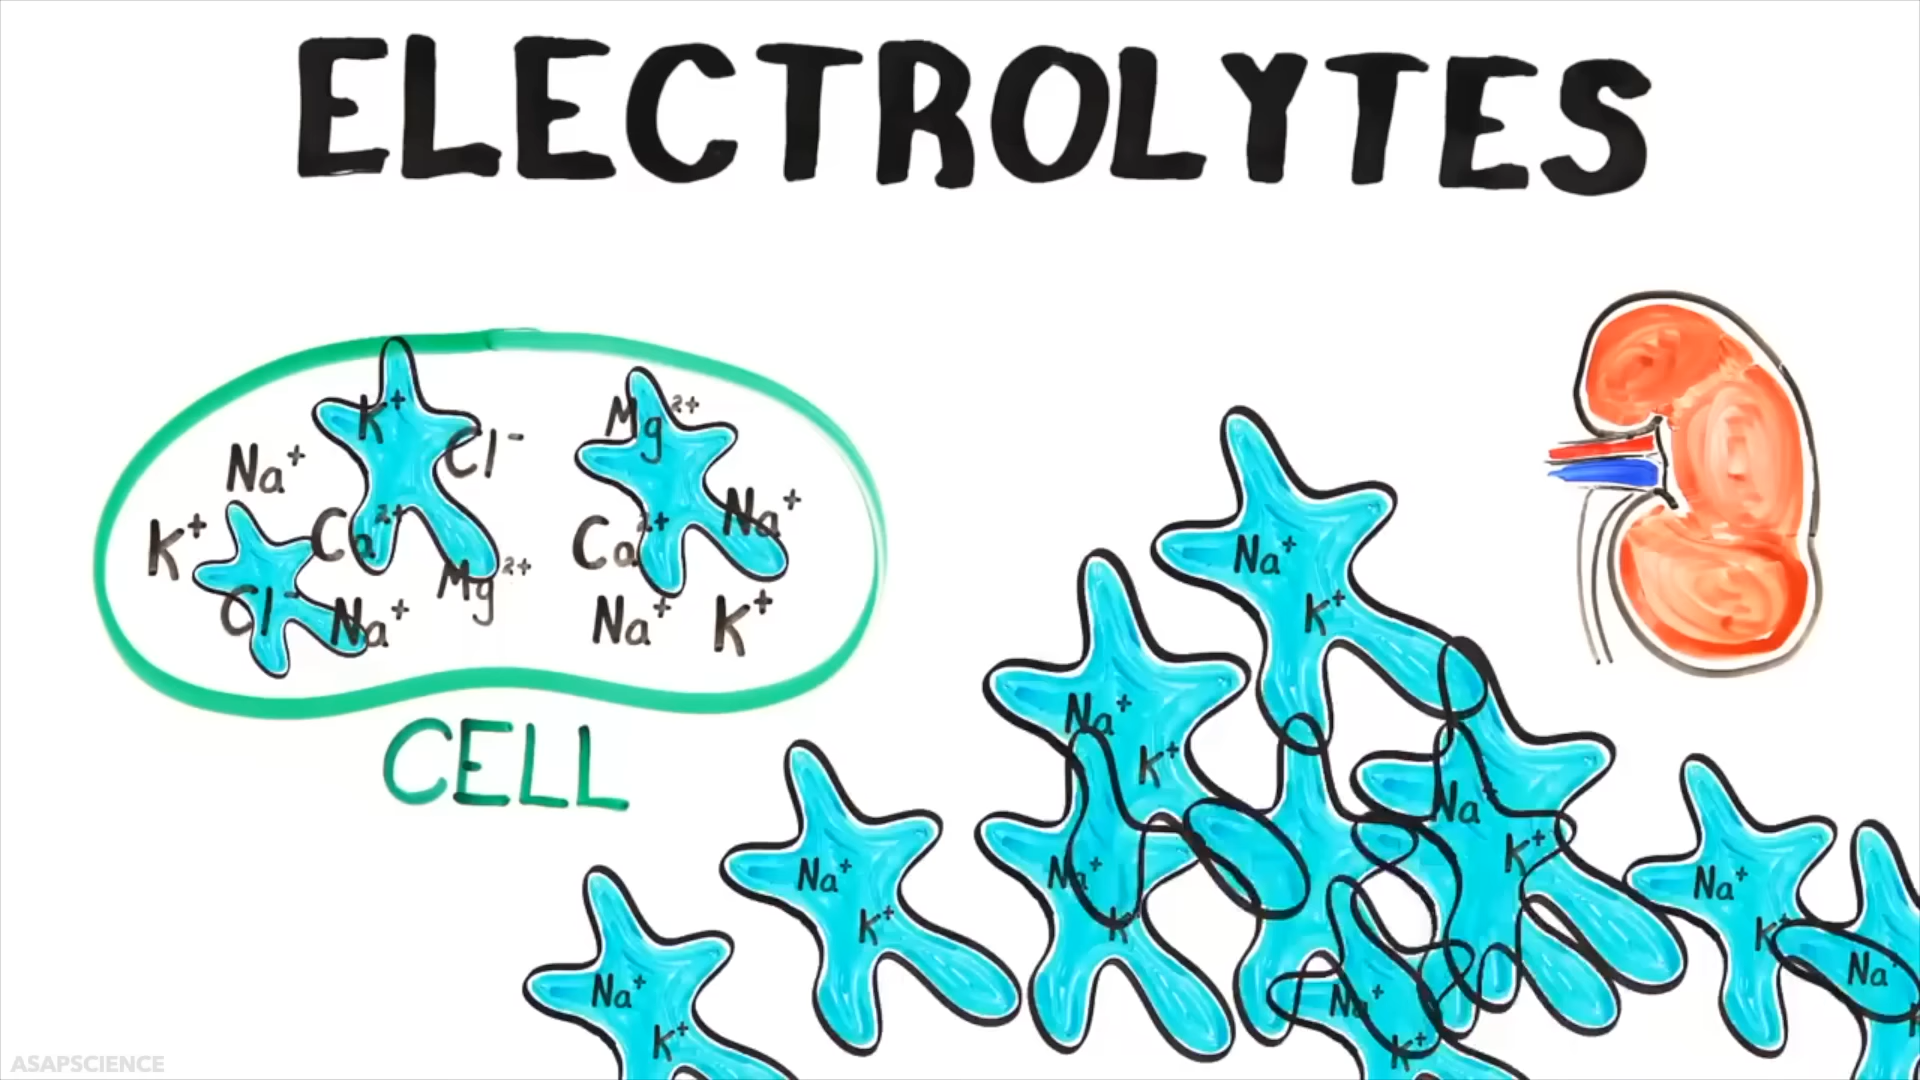 ELECTROLYTES
K⁺
Mg²⁺
Na⁺
Cl⁻
K⁺
Ca²⁺
Ca²⁺
Na⁺
Mg²⁺
Cl⁻
Na⁺
Na⁺
K⁺
CELL
Na⁺
K⁺
Na⁺
K⁺
Na⁺
K⁺
Na⁺
K⁺
Na⁺
K⁺
Na⁺
K⁺
Na⁺
K⁺
Na⁺
K⁺
Na⁺
ASAPSCIENCE